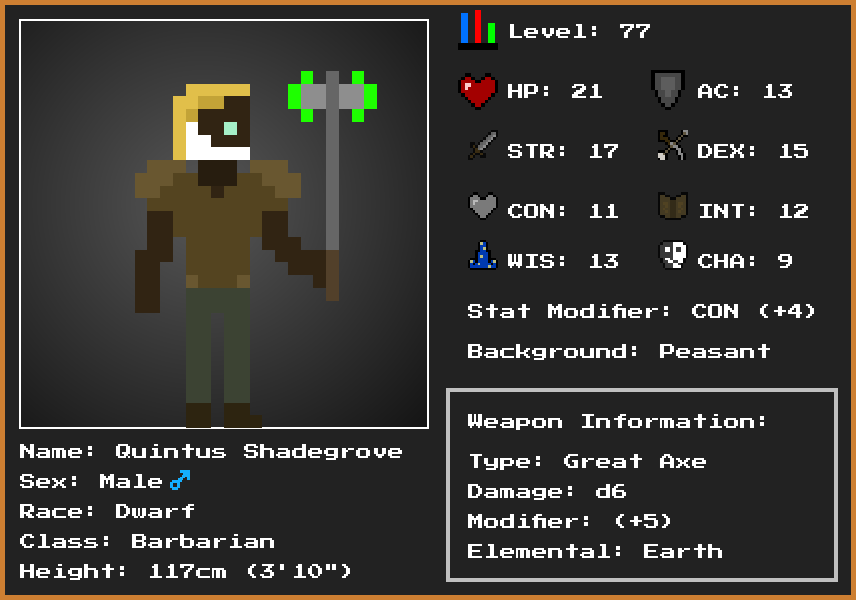 Level: 77
HP: 21
AC: 13
STR: 17
DEX: 15
CON: 11
INT: 12
WIS: 13
CHA: 9
Stat Modifier: CON (+4)
Background: Peasant
Weapon Information:
Type: Great Axe
Damage: d6
Modifier: (+5)
Elemental: Earth
Name: Quintus Shadegrove
Sex: Male ♂
Race: Dwarf
Class: Barbarian
Height: 117cm (3'10")